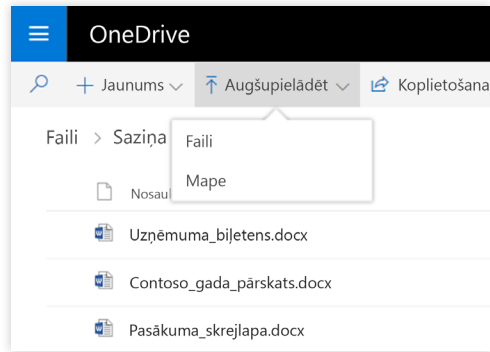 OneDrive
Jaunums Augšupielādēt Koplietošana
Faili > Saziņa
Faili
Mape
Uzņēmuma_biļetens.docx
Contoso_gada_pārskats.docx
Pasākuma_skrejlapa.docx